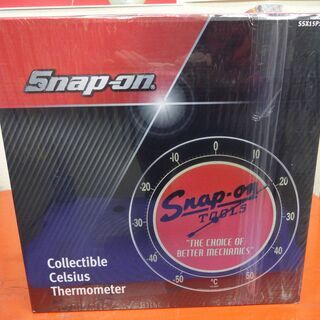 SSX15P
Snap-on
-10 0 10
-20 20
-30 30
-40 40
-50 50
°C
Snap-on
TOOLS
"THE CHOICE OF
BETTER MECHANICS"
Collectible
Celsius
Thermometer